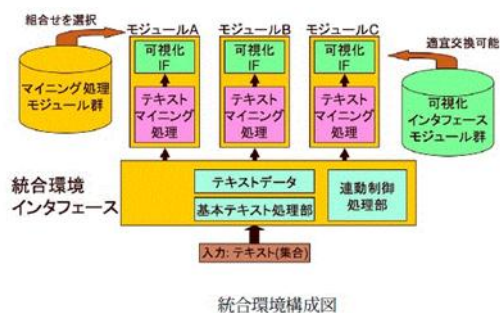 組合せを選択
モジュールA
モジュールB
モジュールC
適宜交換可能
可視化
IF
可視化
IF
可視化
IF
マイニング処理
モジュール群
テキスト
マイニング
処理
テキスト
マイニング
処理
テキスト
マイニング
処理
可視化
インタフェース
モジュール群
統合環境
インタフェース
テキストデータ
基本テキスト処理部
連動制御
処理部
入力: テキスト(集合)
統合環境構成図